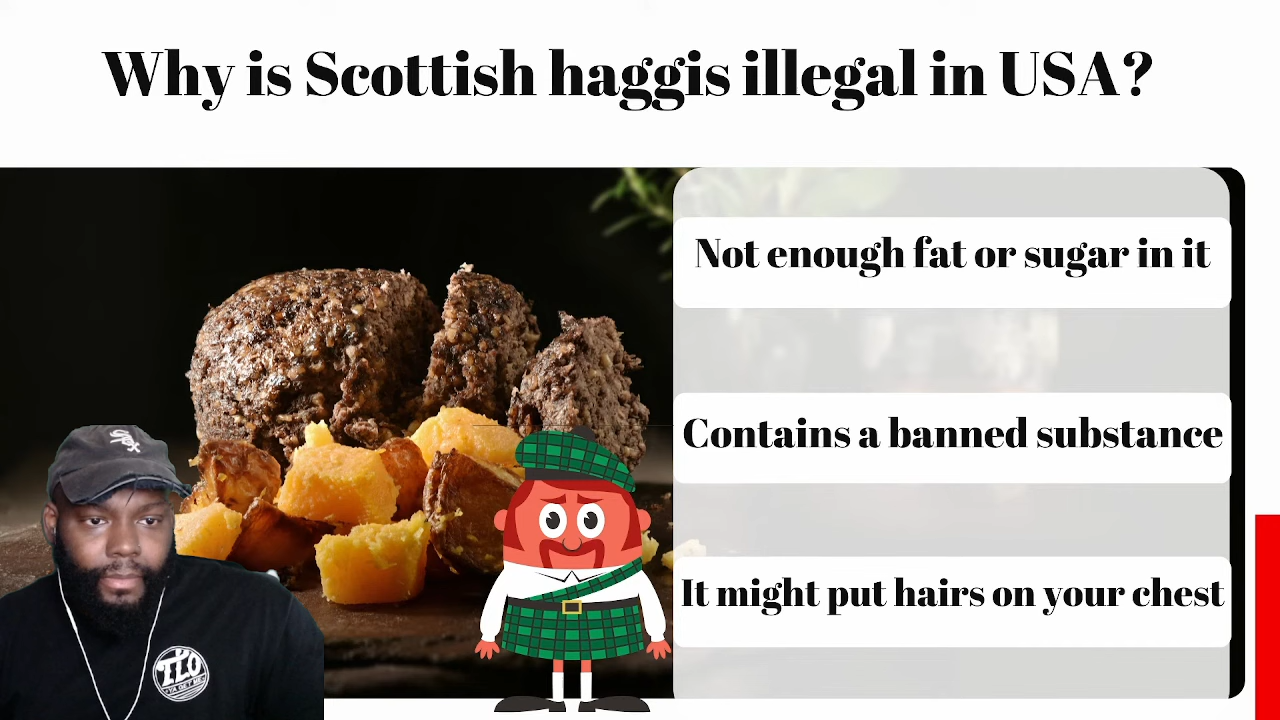 Why is Scottish haggis illegal in USA?
Not enough fat or sugar in it
Contains a banned substance
It might put hairs on your chest
TLO